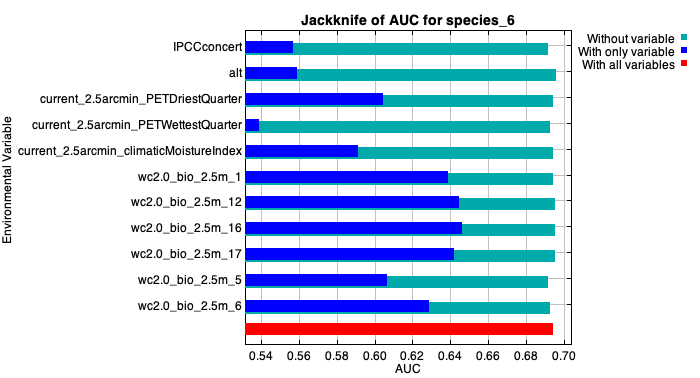 Jackknife of AUC for species_6
Without variable
With only variable
With all variables
Environmental Variable
IPCCconcert
alt
current_2.5arcmin_PETDriestQuarter
current_2.5arcmin_PETWettestQuarter
current_2.5arcmin_climaticMoistureIndex
wc2.0_bio_2.5m_1
wc2.0_bio_2.5m_12
wc2.0_bio_2.5m_16
wc2.0_bio_2.5m_17
wc2.0_bio_2.5m_5
wc2.0_bio_2.5m_6
0.54 0.56 0.58 0.60 0.62 0.64 0.66 0.68 0.70
AUC